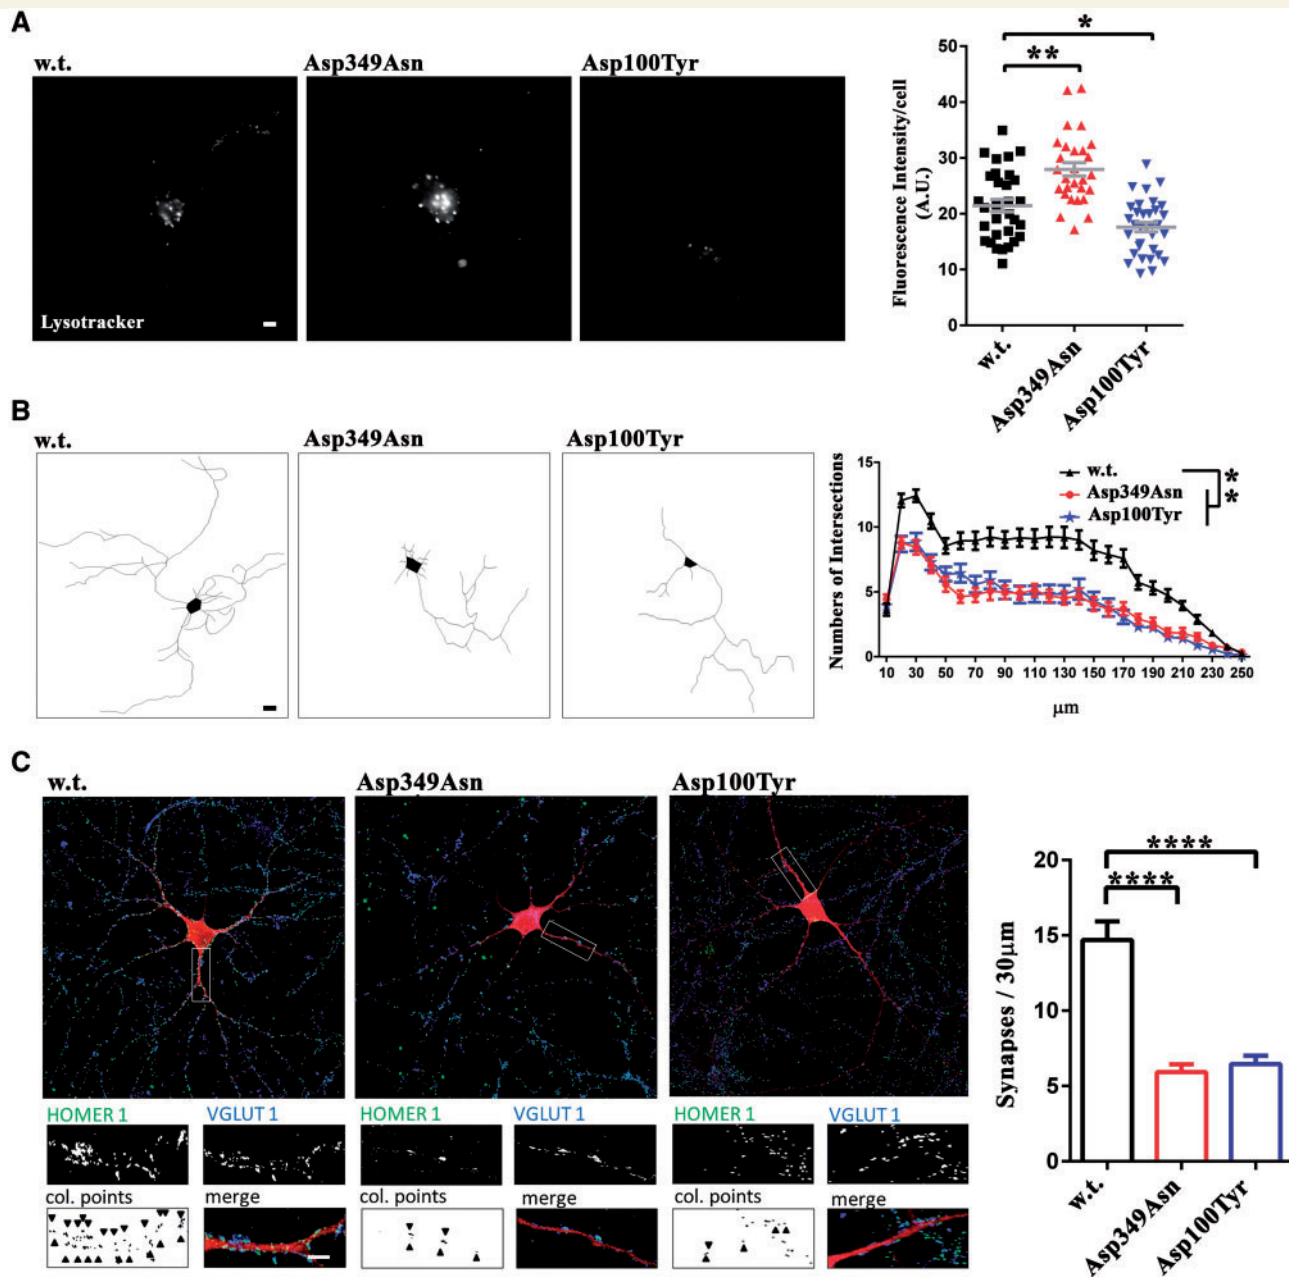 A
w.t.
Asp349Asn
Asp100Tyr
Lysotracker
Fluorescence Intensity/cell
(A.U.)
50
40
30
20
10
0
*
**
w.t.
Asp349Asn
Asp100Tyr
B
w.t.
Asp349Asn
Asp100Tyr
Numbers of Intersections
15
10
5
0
w.t.
Asp349Asn
Asp100Tyr
*
*
10 30 50 70 90 110 130 150 170 190 210 230 250
μm
C
w.t.
Asp349Asn
Asp100Tyr
HOMER 1 VGLUT 1
col. points merge
HOMER 1 VGLUT 1
col. points merge
HOMER 1 VGLUT 1
col. points merge
Synapses / 30μm
20
15
10
5
0
****
****
w.t.
Asp349Asn
Asp100Tyr